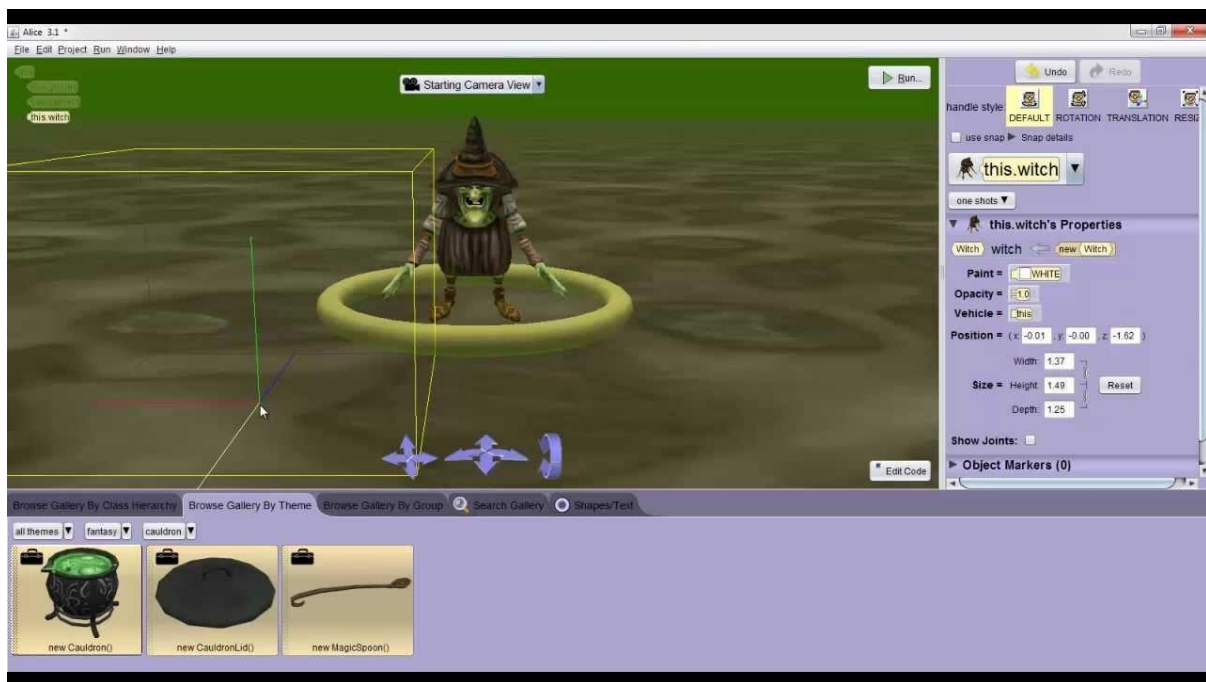 Alice 3.1 *
File Edit Project Run Window Help
this.witch
Starting Camera View
Run...
Undo Redo
handle style:
DEFAULT ROTATION TRANSLATION RESIZ
use snap Snap details
this.witch
one shots
this.witch's Properties
Witch witch new Witch
Paint = WHITE
Opacity = 1.0
Vehicle = this
Position = ( x: -0.01 , y: -0.00 , z: -1.62 )
Width: 1.37
Size = Height: 1.49 Reset
Depth: 1.25
Show Joints:
Object Markers (0)
Edit Code
Browse Gallery By Class Hierarchy Browse Gallery By Theme Browse Gallery By Group Search Gallery Shapes/Text
all themes fantasy cauldron
new Cauldron() new CauldronLid() new MagicSpoon()